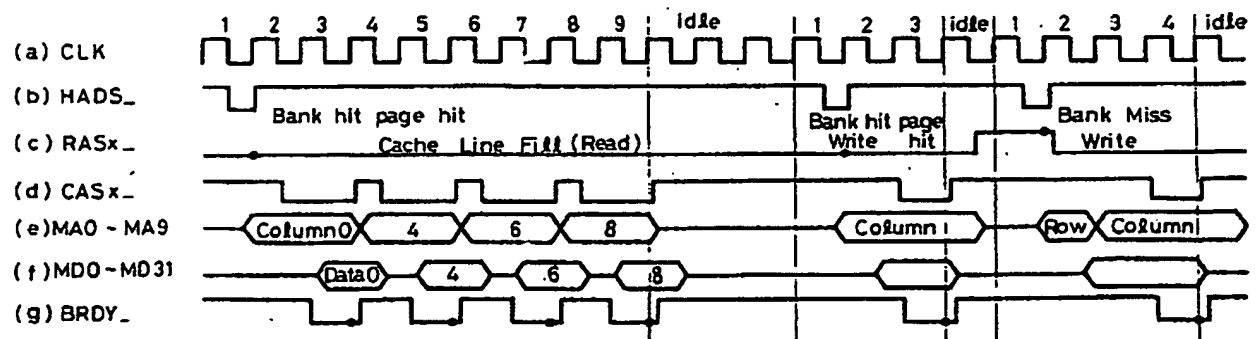 1 2 3 4 5 6 7 8 9 idle 1 2 3 idle 1 2 3 4 idle
(a) CLK
(b) HADS_
Bank hit page hit
Bank hit page
Write hit
Bank Miss
Write
(c) RASx_
Cache Line Fill (Read)
(d) CASx_
(e) MA0 ~ MA9 Column0 4 6 8 Column Row Column
(f) MD0~MD31 Data0 4 .6 8
(g) BRDY_